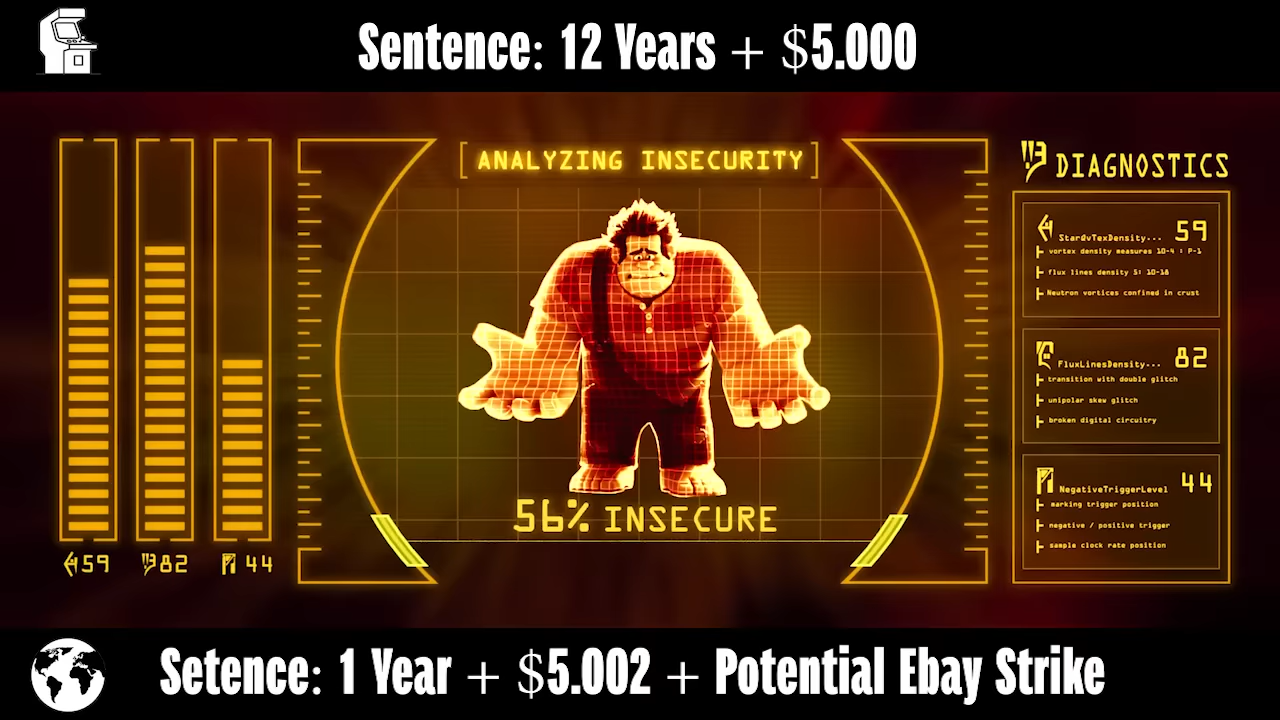 Sentence: 12 Years + $5.000
[ANALYZING INSECURITY]
DIAGNOSTICS
StarQvTexDensity... 59
vortex density measures 10-4 : P-1
flux lines density 5: 10-18
Neutron vortices confined in crust
FluxLinesDensity... 82
transition with double glitch
unipolar skew glitch
broken digital circuitry
NegativeTriggerLevel 44
marking trigger position
negative / positive trigger
sample clock rate position
56% INSECURE
59 82 44
Setence: 1 Year + $5.002 + Potential Ebay Strike